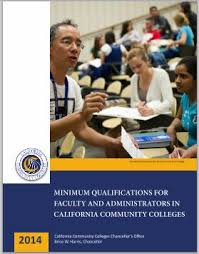 MINIMUM QUALIFICATIONS FOR
FACULTY AND ADMINISTRATORS IN
CALIFORNIA COMMUNITY COLLEGES
2014
California Community Colleges Chancellor's Office
Brice W. Harris, Chancellor